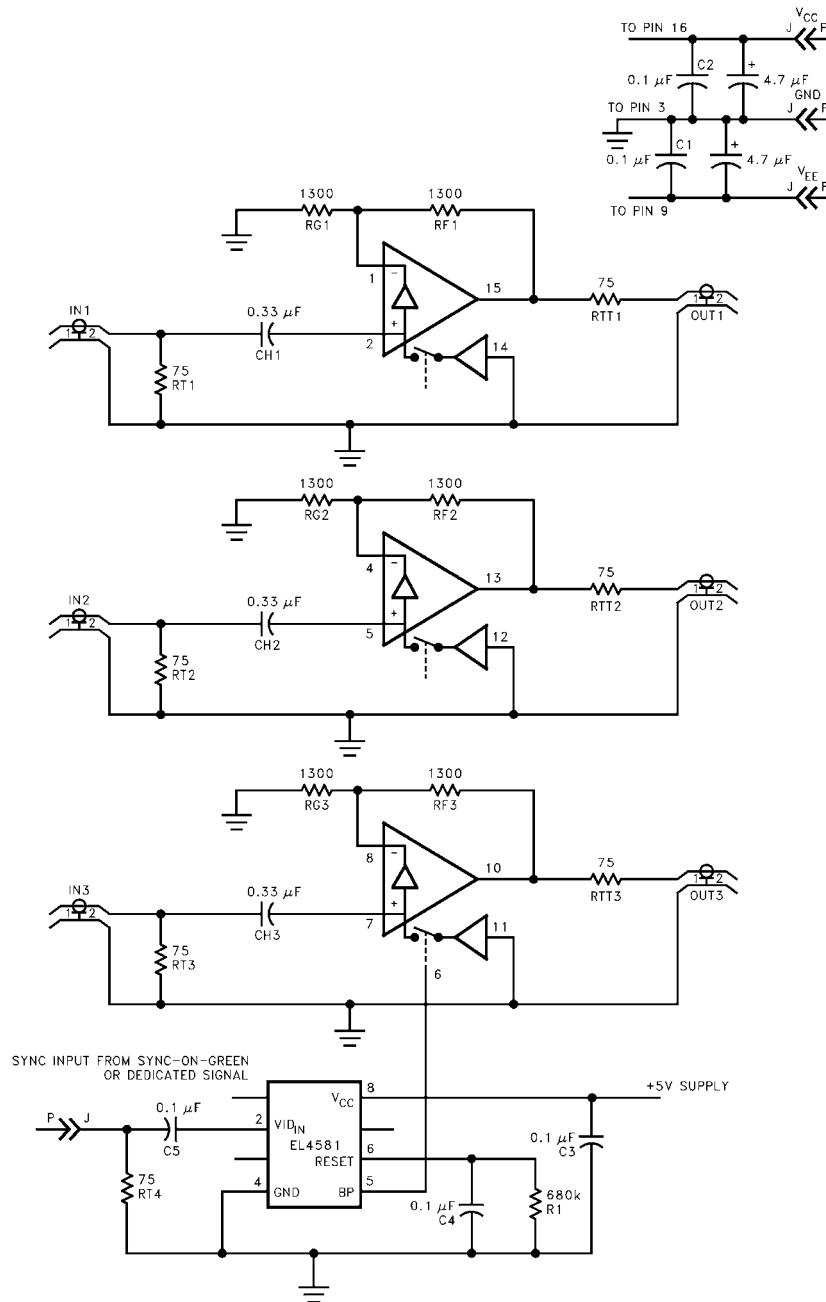 TO PIN 16
V_CC
J P
C2 +
0.1 μF
4.7 μF
GND
TO PIN 3
J P
C1 +
0.1 μF
4.7 μF
V_EE
J P
TO PIN 9
1300 1300
RG1 RF1
1 −
15
75
RTT1
1 2
OUT1
IN1
1 2
0.33 μF
CH1
+
2
14
75
RT1
1300 1300
RG2 RF2
4 −
13
75
RTT2
1 2
OUT2
IN2
1 2
0.33 μF
CH2
+
5
12
75
RT2
1300 1300
RG3 RF3
8 −
10
75
RTT3
1 2
OUT3
IN3
1 2
0.33 μF
CH3
+
7
11
75
RT3
6
SYNC INPUT FROM SYNC-ON-GREEN
OR DEDICATED SIGNAL
P J
0.1 μF
C5
75
RT4
2 VID_IN
V_CC 8
EL4581
RESET 6
4 GND
BP 5
+5V SUPPLY
0.1 μF
C3
0.1 μF
C4
680k
R1